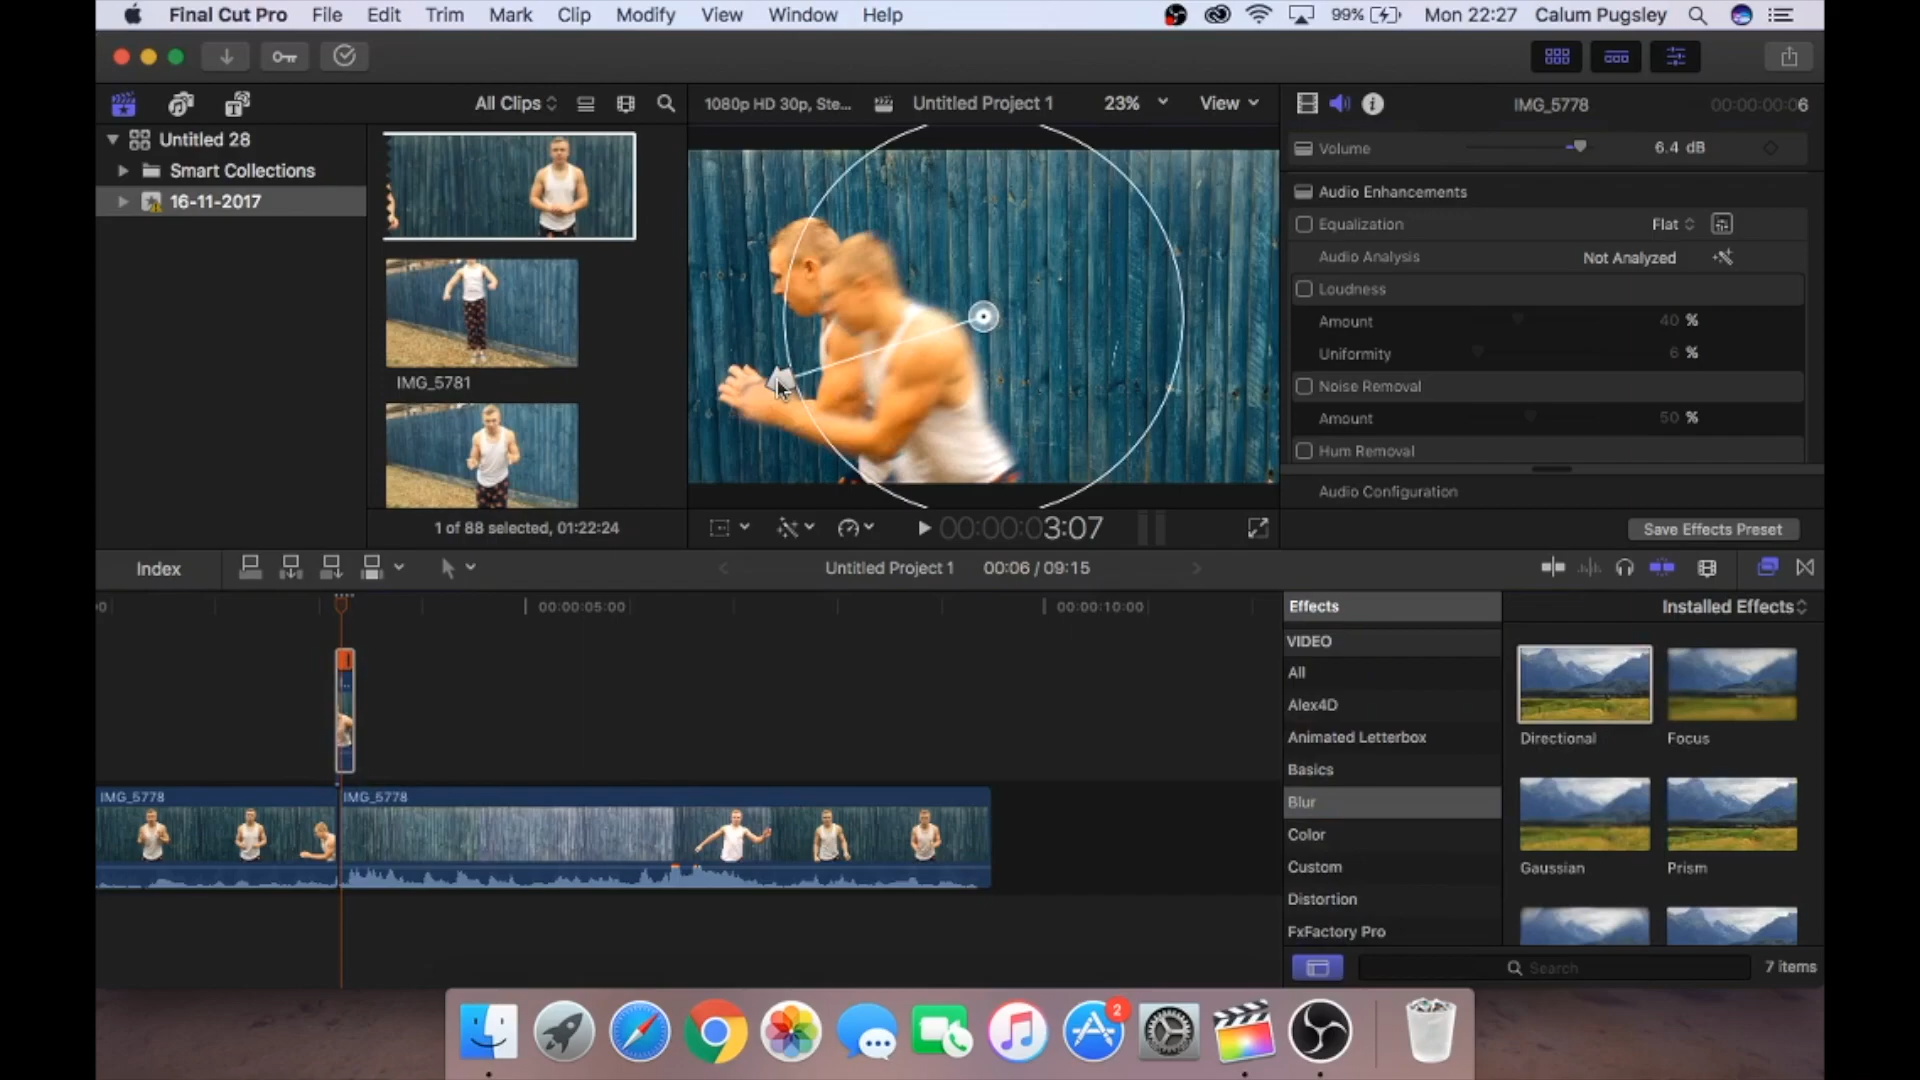 Final Cut Pro File Edit Trim Mark Clip Modify View Window Help 99% Mon 22:27 Calum Pugsley
All Clips 1080p HD 30p, Ste... Untitled Project 1 23% View IMG_5778 00:00:00:06
Untitled 28
Smart Collections
16-11-2017
IMG_5781
1 of 88 selected, 01:22:24
00:00:03:07
Volume 6.4 dB
Audio Enhancements
Equalization Flat
Audio Analysis Not Analyzed
Loudness
Amount 40 %
Uniformity 6 %
Noise Removal
Amount 50 %
Hum Removal
Audio Configuration
Save Effects Preset
Index Untitled Project 1 00:06 / 09:15
00:00:05:00 00:00:10:00
IMG_5778 IMG_5778
Effects Installed Effects
VIDEO
All
Alex4D
Animated Letterbox
Basics
Blur
Color
Custom
Distortion
FxFactory Pro
Directional Focus
Gaussian Prism
Search 7 items
2